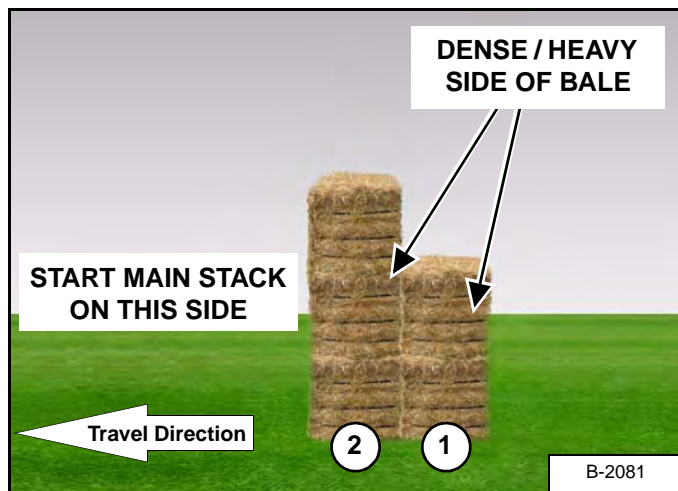 DENSE / HEAVY
SIDE OF BALE
START MAIN STACK
ON THIS SIDE
Travel Direction
2
1
B-2081